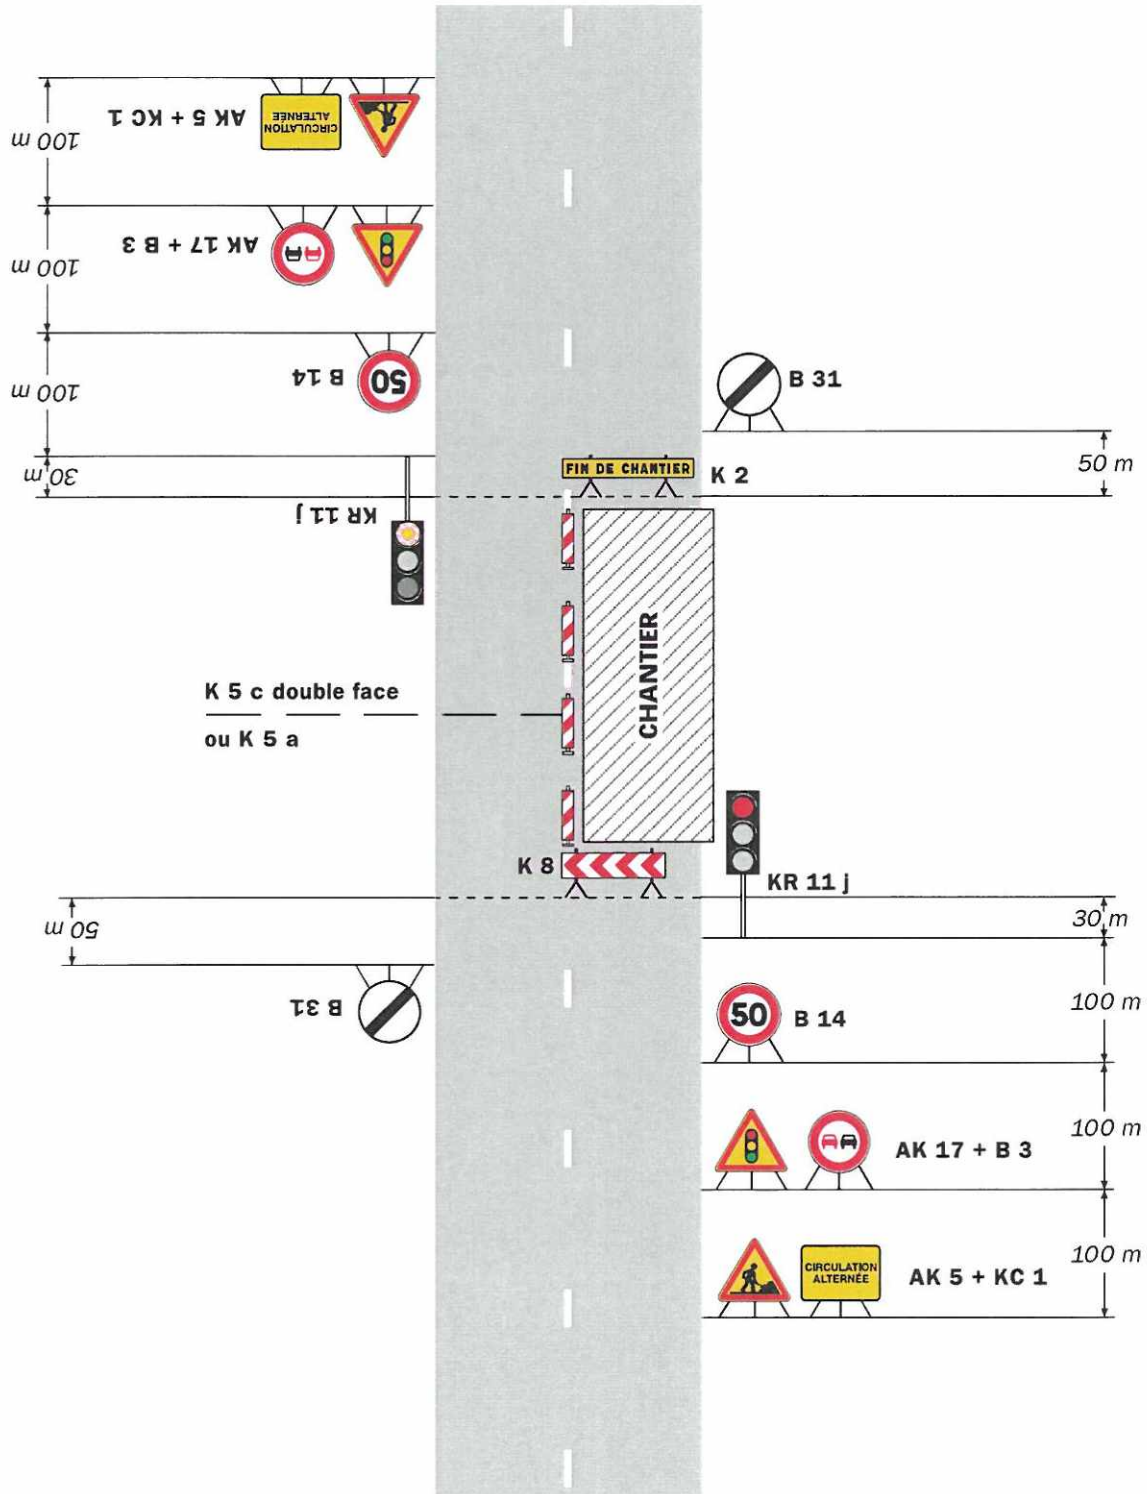 100 m
AK 5 + KC 1
CIRCULATION
ALTERNÉE
100 m
AK 17 + B 3
100 m
B 14
50
B 31
50 m
30 m
FIN DE CHANTIER
K 2
KR 11 j
CHANTIER
K 5 c double face
ou K 5 a
K 8
KR 11 j
50 m
30 m
B 31
50
B 14
100 m
AK 17 + B 3
100 m
CIRCULATION
ALTERNÉE
AK 5 + KC 1
100 m